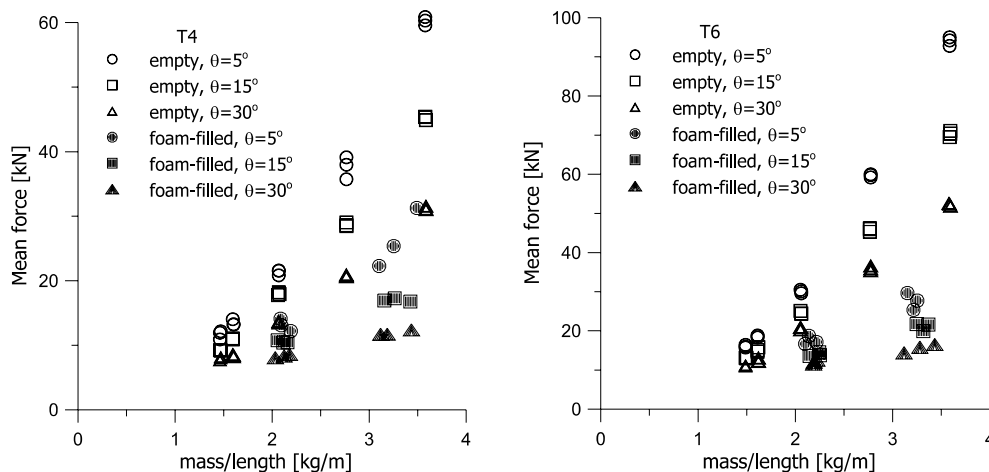 60
T4
empty, θ=5°
empty, θ=15°
empty, θ=30°
foam-filled, θ=5°
foam-filled, θ=15°
foam-filled, θ=30°
40
20
0
Mean force [kN]
0 1 2 3 4
mass/length [kg/m]
100
T6
empty, θ=5°
empty, θ=15°
empty, θ=30°
foam-filled, θ=5°
foam-filled, θ=15°
foam-filled, θ=30°
80
60
40
20
0
Mean force [kN]
0 1 2 3 4
mass/length [kg/m]